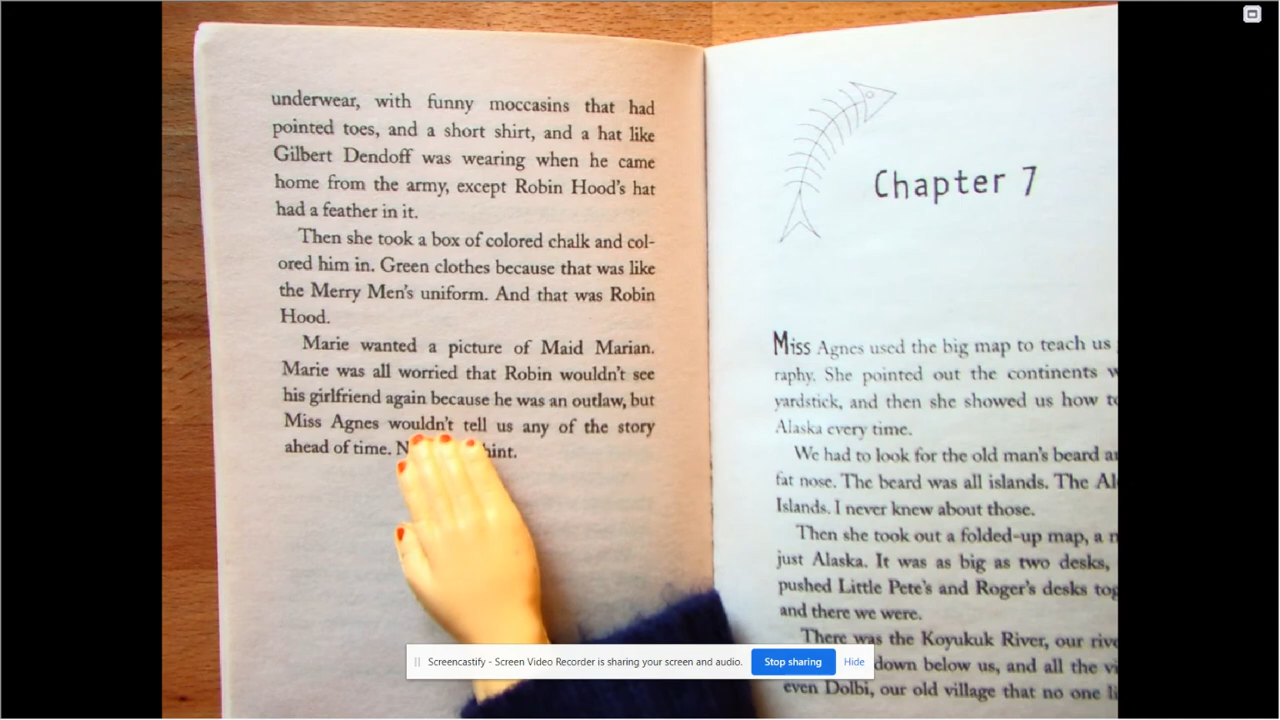 underwear, with funny moccasins that had
pointed toes, and a short shirt, and a hat like
Gilbert Dendoff was wearing when he came
home from the army, except Robin Hood's hat
had a feather in it.
Then she took a box of colored chalk and col-
ored him in. Green clothes because that was like
the Merry Men's uniform. And that was Robin
Hood.
Marie wanted a picture of Maid Marian.
Marie was all worried that Robin wouldn't see
his girlfriend again because he was an outlaw, but
Miss Agnes wouldn't tell us any of the story
ahead of time. hint.
Chapter 7
Miss Agnes used the big map to teach us
raphy. She pointed out the continents
yardstick, and then she showed us how
Alaska every time.
We had to look for the old man's beard
fat nose. The beard was all islands. The
Islands. I never knew about those.
Then she took out a folded-up map, a
just Alaska. It was as big as two desks,
pushed Little Pete's and Roger's desks
and there we were.
There was the Koyukuk River, our
down below us, and all the
even Dolbi, our old village that no one
Screencastify - Screen Video Recorder is sharing your screen and audio.
Stop sharing
Hide